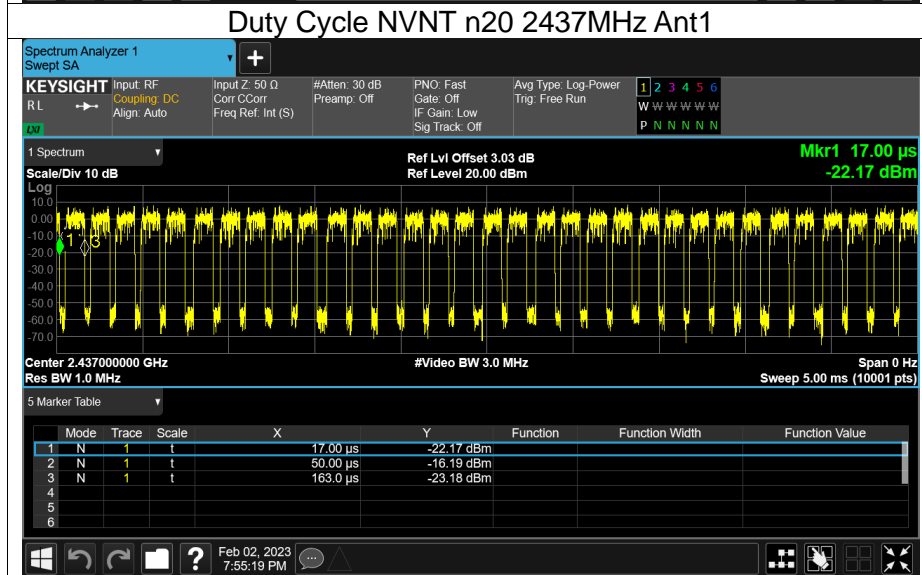 Duty Cycle NVNT n20 2437MHz Ant1
Spectrum Analyzer 1
Swept SA
+
KEYSIGHT
R L
LXI
Input: RF
Coupling: DC
Align: Auto
Input Z: 50 Ω
Corr CCorr
Freq Ref: Int (S)
#Atten: 30 dB
Preamp: Off
PNO: Fast
Gate: Off
IF Gain: Low
Sig Track: Off
Avg Type: Log-Power
Trig: Free Run
1 2 3 4 5 6
W W W W W W
P N N N N N
1 Spectrum
Scale/Div 10 dB
Ref Lvl Offset 3.03 dB
Ref Level 20.00 dBm
Mkr1 17.00 µs
-22.17 dBm
Log
10.0
0.00
-10.0
-20.0
-30.0
-40.0
-50.0
-60.0
-70.0
1
3
Center 2.437000000 GHz
Res BW 1.0 MHz
#Video BW 3.0 MHz
Span 0 Hz
Sweep 5.00 ms (10001 pts)
5 Marker Table
Mode Trace Scale X Y Function Function Width Function Value
1 N 1 t 17.00 µs -22.17 dBm
2 N 1 t 50.00 µs -16.19 dBm
3 N 1 t 163.0 µs -23.18 dBm
4
5
6
?
Feb 02, 2023
7:55:19 PM